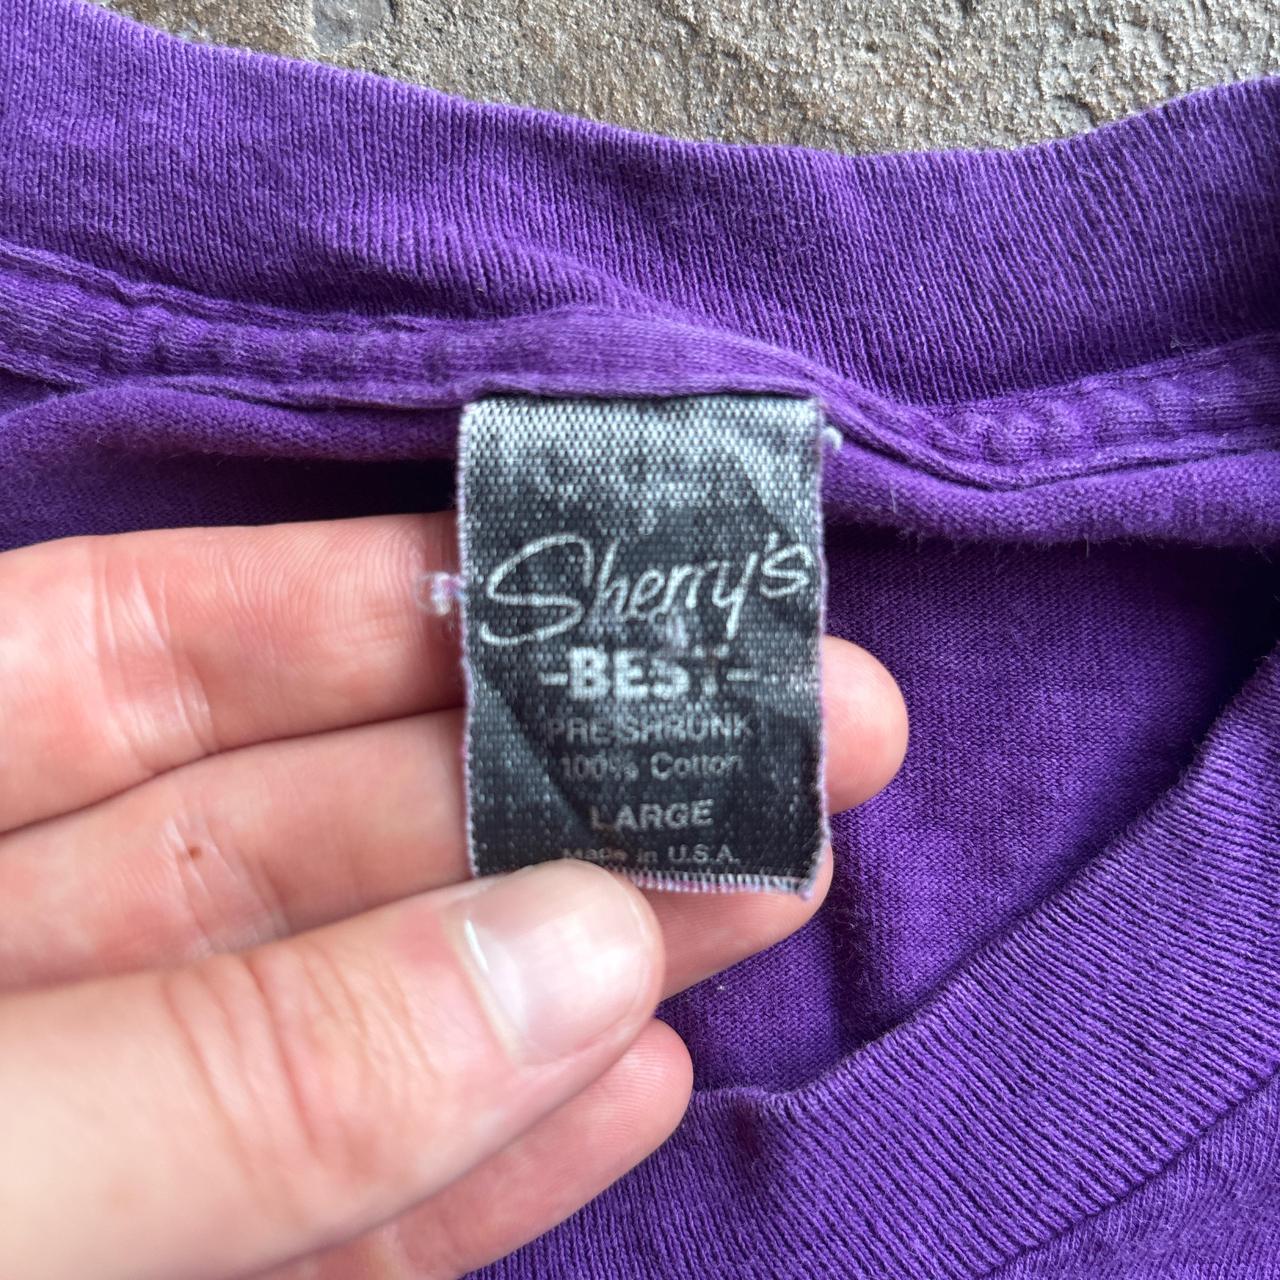 Sherry's
-BEST-
PRE-SHRUNK
100% Cotton
LARGE
Made in U.S.A.